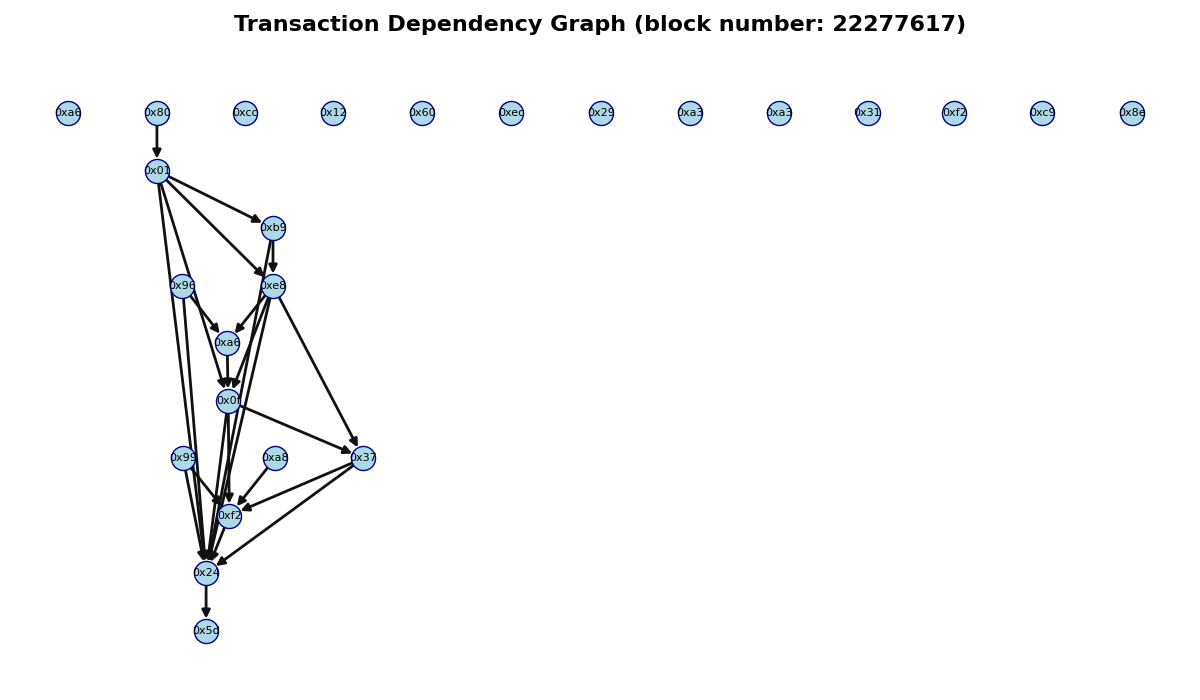 Transaction Dependency Graph (block number: 22277617)
0xa6 0x80 0xcc 0x12 0x60 0xec 0x29 0xa3 0xa3 0x31 0xf2 0xc9 0x8e
0x01
0xb9
0x96 0xe8
0xa6
0x0f
0x99 0xa8 0x37
0xf2
0x24
0x5d